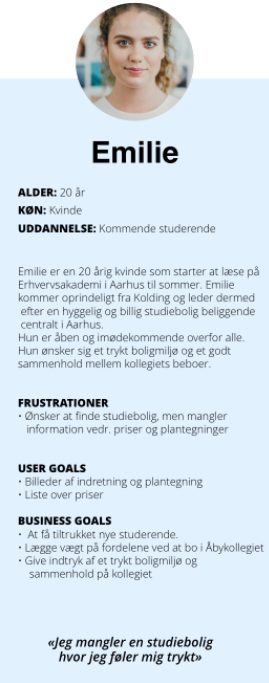 Emilie
ALDER: 20 år
KØN: Kvinde
UDDANNELSE: Kommende studerende
Emilie er en 20 årig kvinde som starter at læse på
Erhvervsakademi i Aarhus til sommer. Emilie
kommer oprindeligt fra Kolding og leder dermed
efter en hyggelig og billig studiebolig beliggende
centralt i Aarhus.
Hun er åben og imødekommende overfor alle.
Hun ønsker sig et trykt boligmiljø og et godt
sammenhold mellem kollegiets beboer.
FRUSTRATIONER
• Ønsker at finde studiebolig, men mangler
information vedr. priser og plantegninger
USER GOALS
• Billeder af indretning og plantegning
• Liste over priser
BUSINESS GOALS
• At få tiltrukket nye studerende.
• Lægge vægt på fordelene ved at bo i Åbykollegiet
• Give indtryk af et trykt boligmiljø og
sammenhold på kollegiet
«Jeg mangler en studiebolig
hvor jeg føler mig trykt»